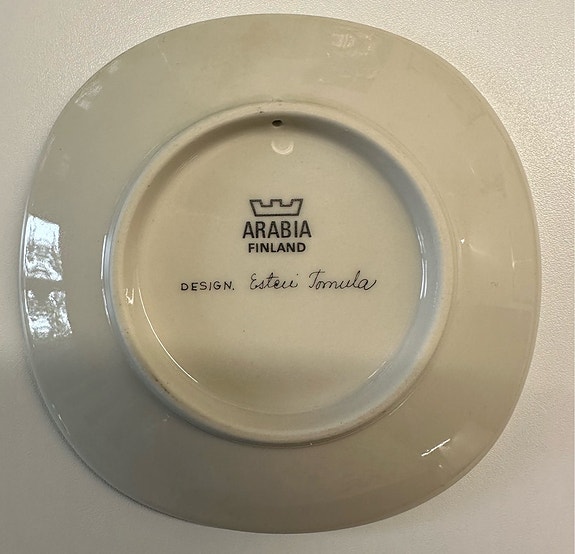 ARABIA
FINLAND
DESIGN. Esteri Tomula